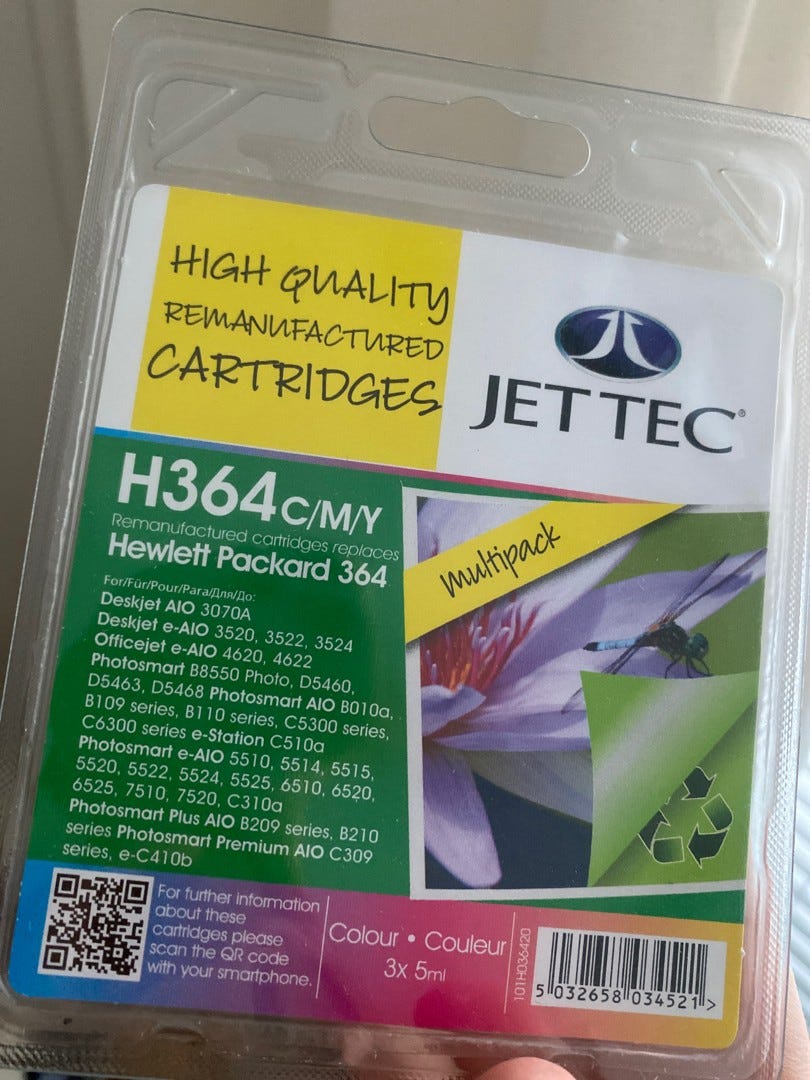 HIGH QUALITY
REMANUFACTURED
CARTRIDGES
JET TEC®
H364 C/M/Y
Remanufactured cartridges replaces
Hewlett Packard 364
For/Für/Pour/Para/Для/До:
Deskjet AIO 3070A
Deskjet e-AIO 3520, 3522, 3524
Officejet e-AIO 4620, 4622
Photosmart B8550 Photo, D5460,
D5463, D5468 Photosmart AIO B010a,
B109 series, B110 series, C5300 series,
C6300 series e-Station C510a
Photosmart e-AIO 5510, 5514, 5515,
5520, 5522, 5524, 5525, 6510, 6520,
6525, 7510, 7520, C310a
Photosmart Plus AIO B209 series, B210
series Photosmart Premium AIO C309
series, e-C410b
multipack
For further information
about these
cartridges please
scan the QR code
with your smartphone.
Colour • Couleur
3x 5ml
101H036420
5 032658 034521 >